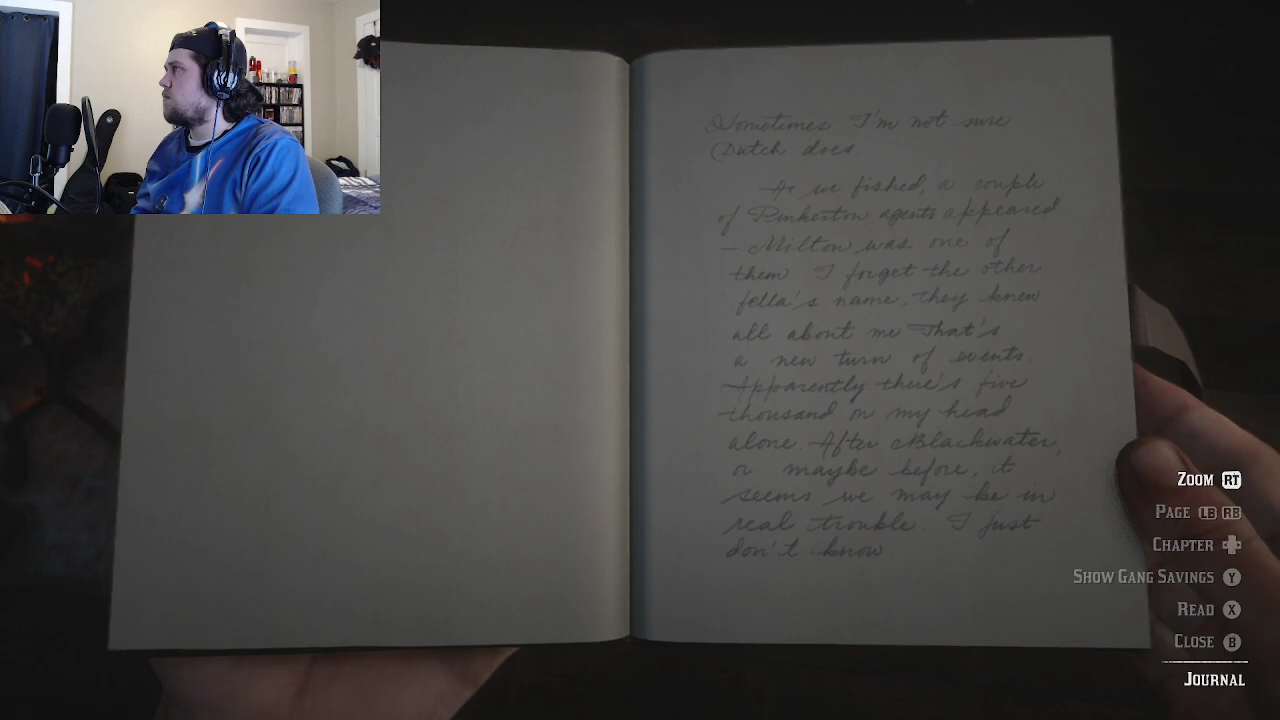 Sometimes I'm not sure
Dutch does.
As we fished, a couple
of Pinkerton agents appeared
- Milton was one of
them I forget the other
fella's name, they knew
all about me That's
a new turn of events.
Apparently there's five
thousand on my head
alone. After Blackwater,
or maybe before, it
seems we may be in
real trouble. I just
don't know
ZOOM RT
PAGE LB RB
CHAPTER
SHOW GANG SAVINGS Y
READ X
CLOSE B
JOURNAL